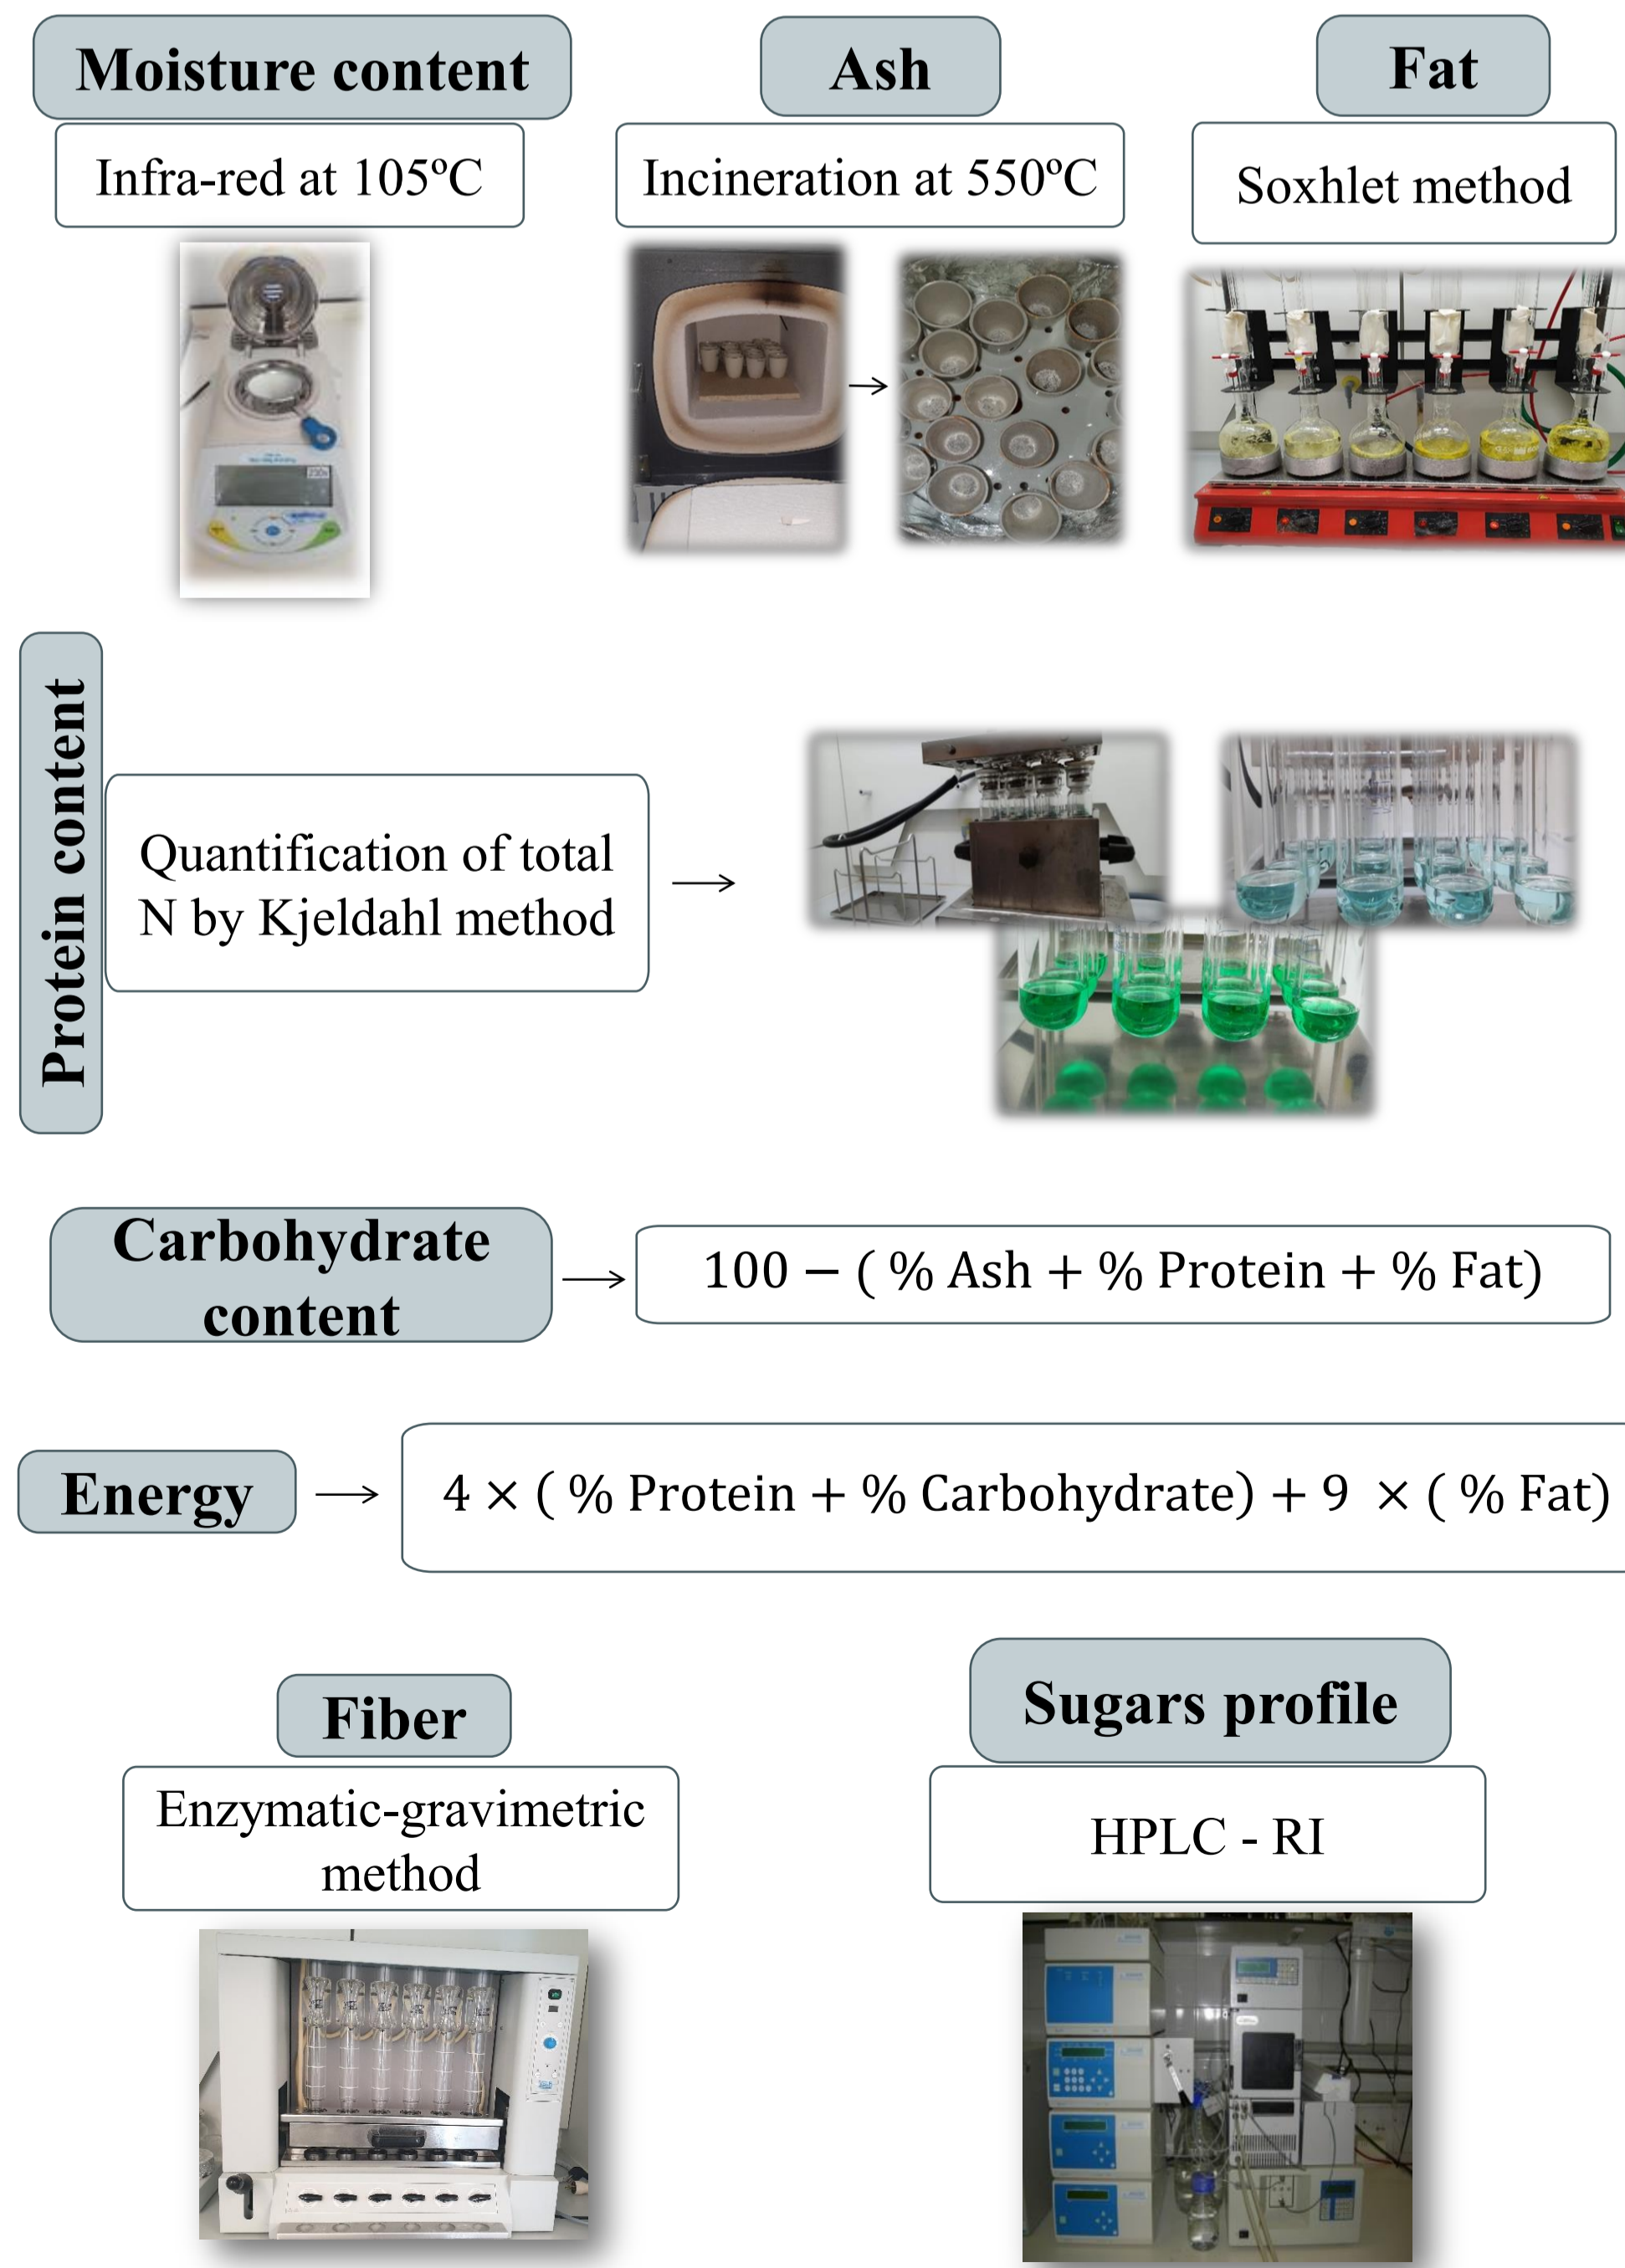 Moisture content
Infra-red at 105ºC
Ash
Incineration at 550ºC
Fat
Soxhlet method
Protein content
Quantification of total
N by Kjeldahl method
Carbohydrate
content
100 − ( % Ash + % Protein + % Fat)
Energy
4 × ( % Protein + % Carbohydrate) + 9 × ( % Fat)
Fiber
Enzymatic-gravimetric
method
Sugars profile
HPLC - RI